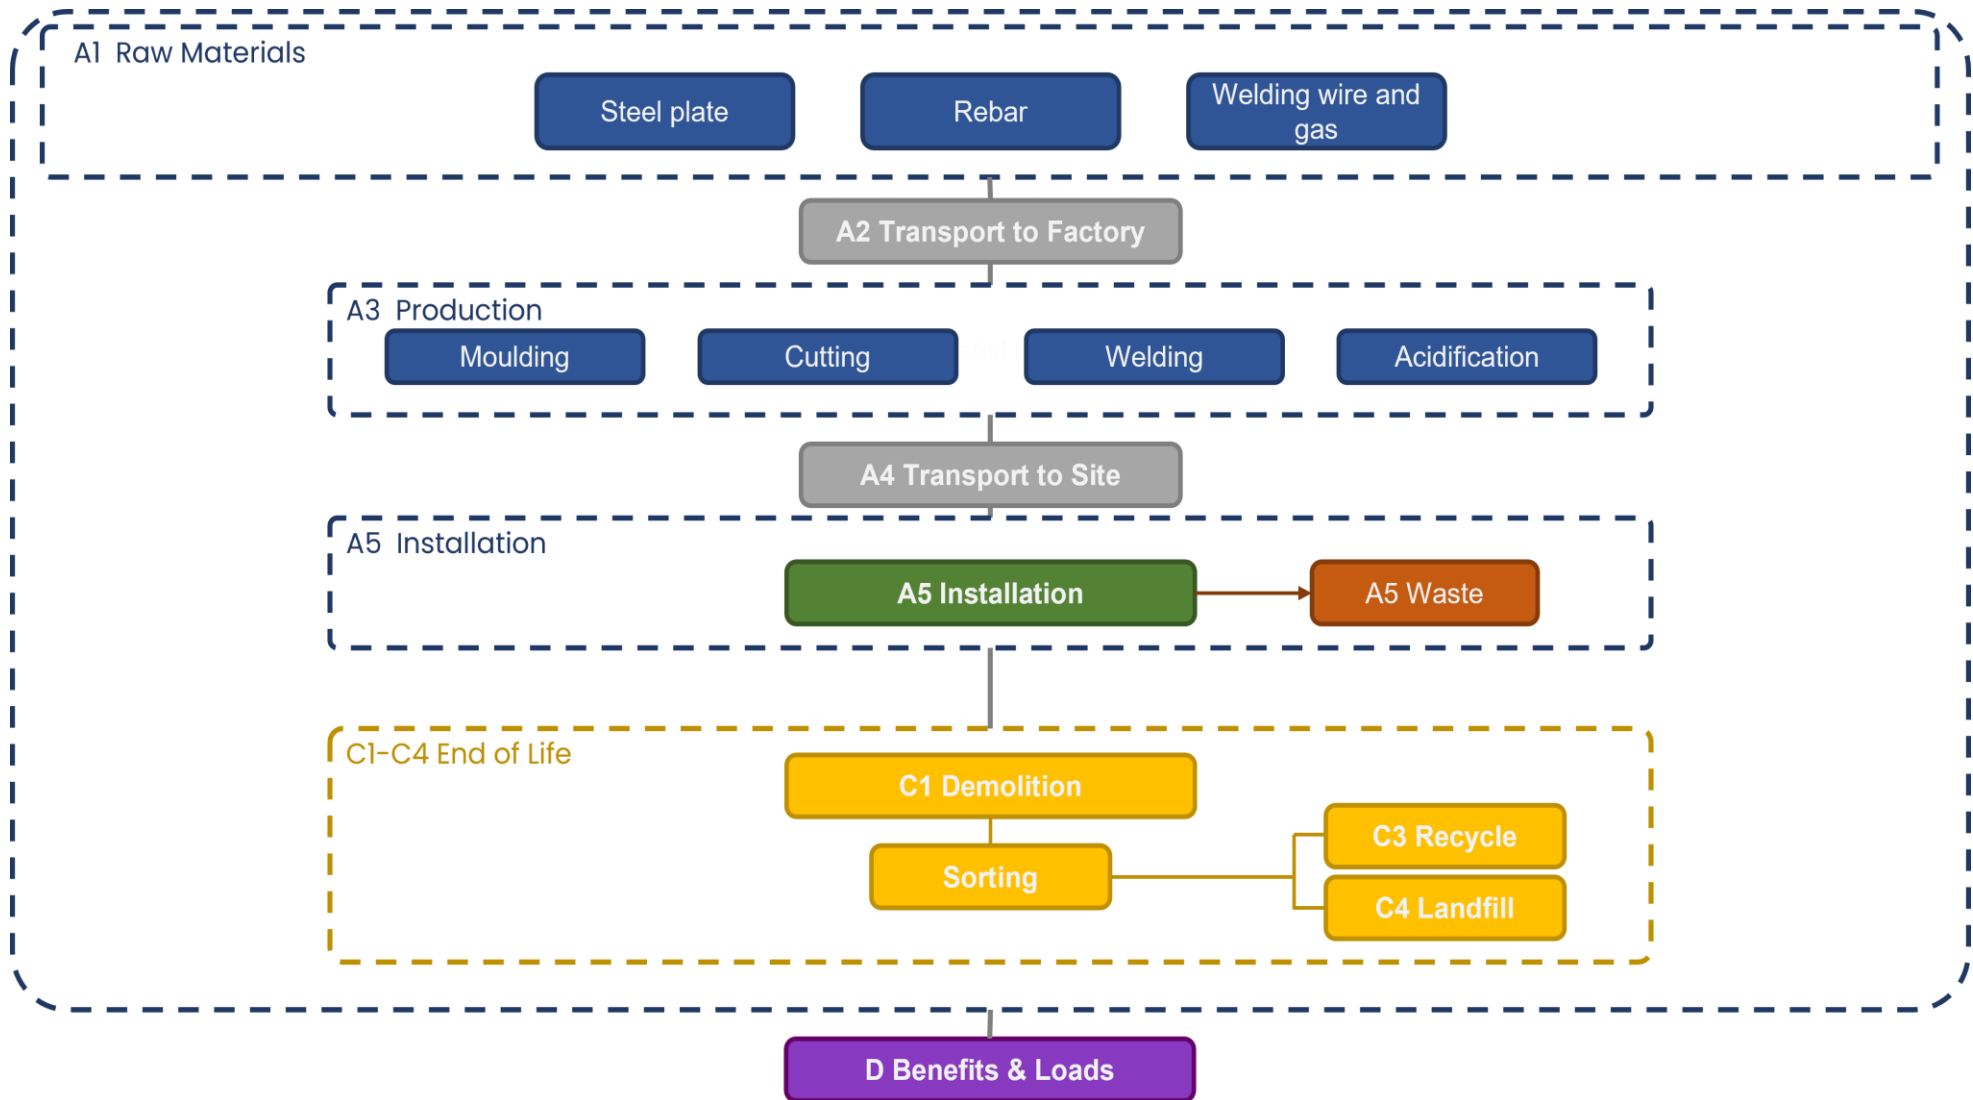 A1 Raw Materials
Steel plate
Rebar
Welding wire and
gas
A2 Transport to Factory
A3 Production
Moulding
Cutting
Welding
Acidification
A4 Transport to Site
A5 Installation
A5 Installation
A5 Waste
C1-C4 End of Life
C1 Demolition
Sorting
C3 Recycle
C4 Landfill
D Benefits & Loads